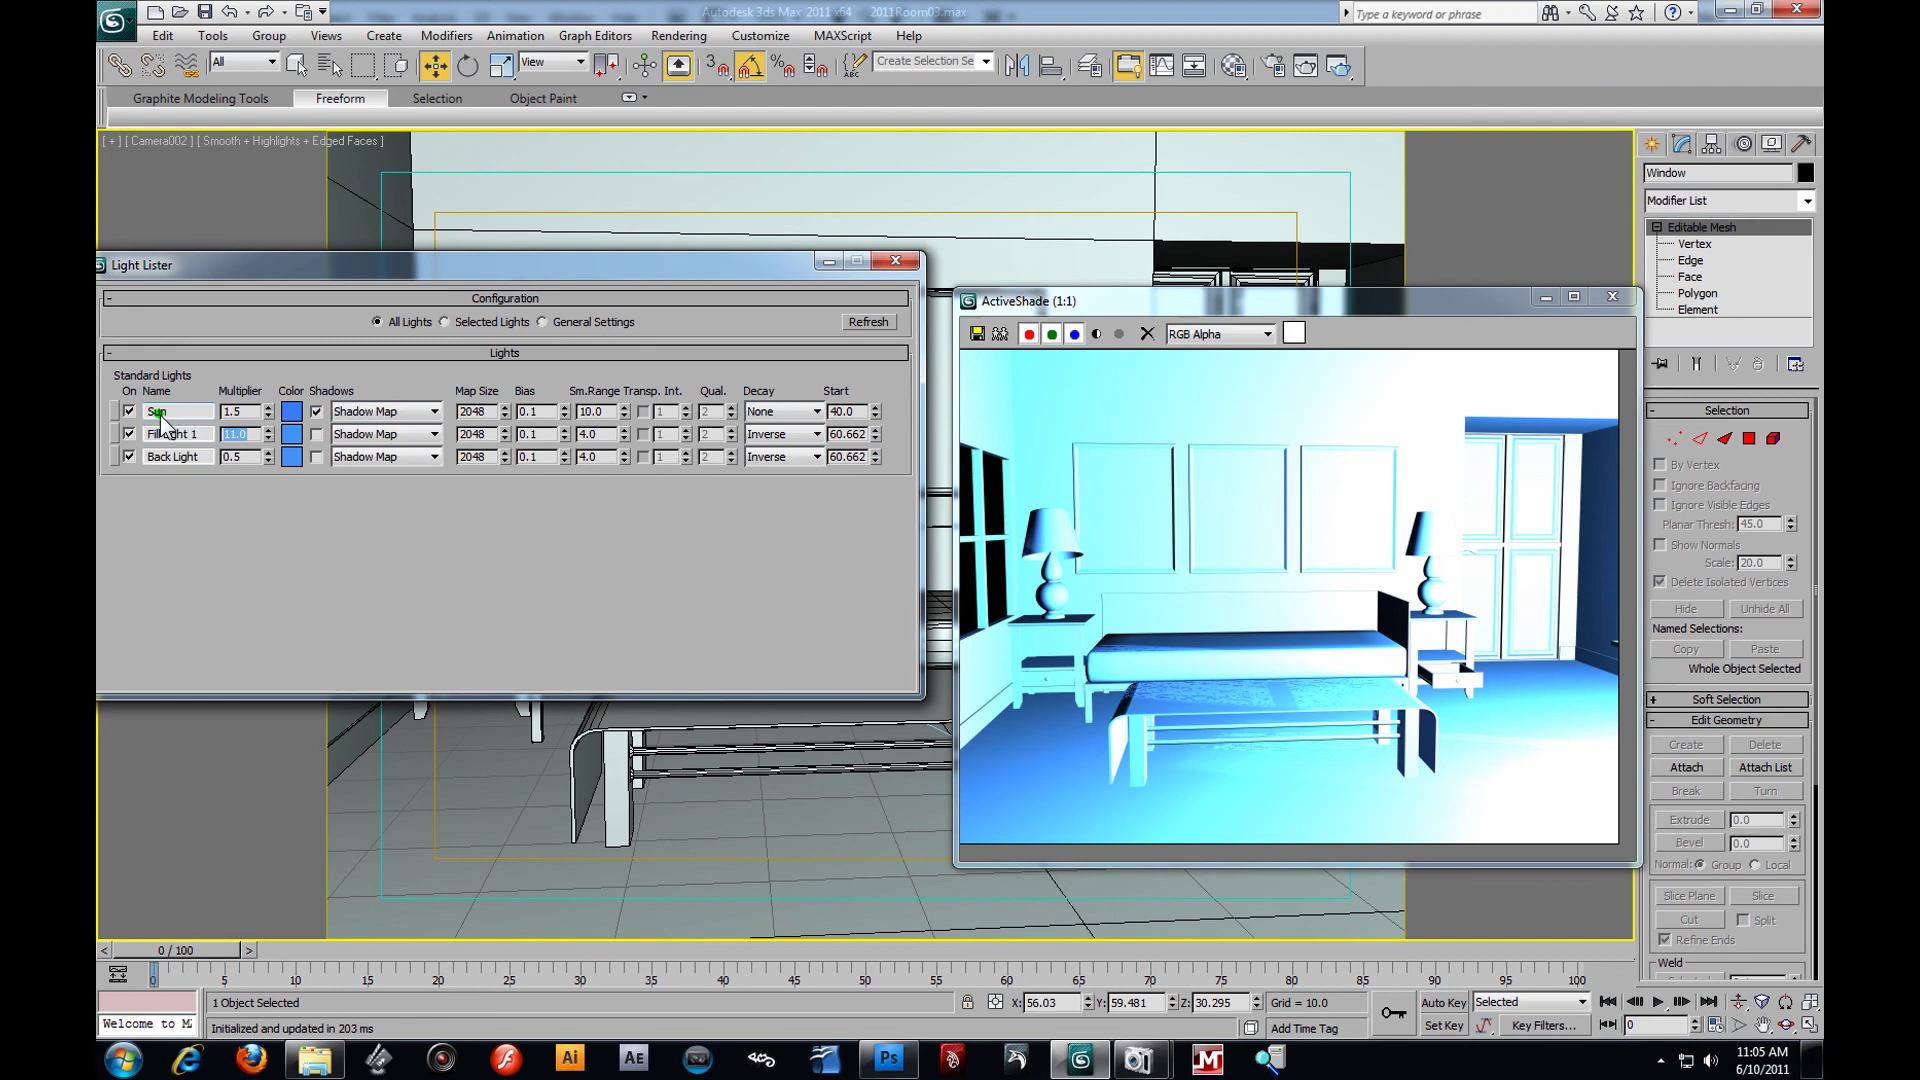 Autodesk 3ds Max 2011 x64 2011Room03.max
Type a keyword or phrase
Edit Tools Group Views Create Modifiers Animation Graph Editors Rendering Customize MAXScript Help
All View 3 Create Selection Se
Graphite Modeling Tools Freeform Selection Object Paint
[ + ] [ Camera002 ] [ Smooth + Highlights + Edged Faces ]
Light Lister
Configuration
All Lights Selected Lights General Settings Refresh
Lights
Standard Lights
On Name Multiplier Color Shadows Map Size Bias Sm.Range Transp. Int. Qual. Decay Start
Sun 1.5 Shadow Map 2048 0.1 10.0 1 2 None 40.0
11.0 Shadow Map 2048 0.1 4.0 1 2 Inverse 60.662
Back Light 0.5 Shadow Map 2048 0.1 4.0 1 2 Inverse 60.662
ActiveShade (1:1)
RGB Alpha
Window
Modifier List
Editable Mesh
Vertex
Edge
Face
Polygon
Element
Selection
By Vertex
Ignore Backfacing
Ignore Visible Edges
Planar Thresh: 45.0
Show Normals
Scale: 20.0
Delete Isolated Vertices
Hide Unhide All
Named Selections:
Copy Paste
Whole Object Selected
Soft Selection
Edit Geometry
Create Delete
Attach Attach List
Break Turn
Extrude 0.0
Bevel 0.0
Normal: Group Local
Slice Plane Slice
Cut Split
Refine Ends
Weld
0 / 100
0 5 10 15 20 25 30 35 40 45 50 55 60 65 70 75 80 85 90 95 100
1 Object Selected X: 56.03 Y: 59.481 Z: 30.295 Grid = 10.0 Auto Key Selected
Welcome to Initialized and updated in 203 ms Add Time Tag Set Key Key Filters... 0
Ai AE Ps
11:05 AM
6/10/2011